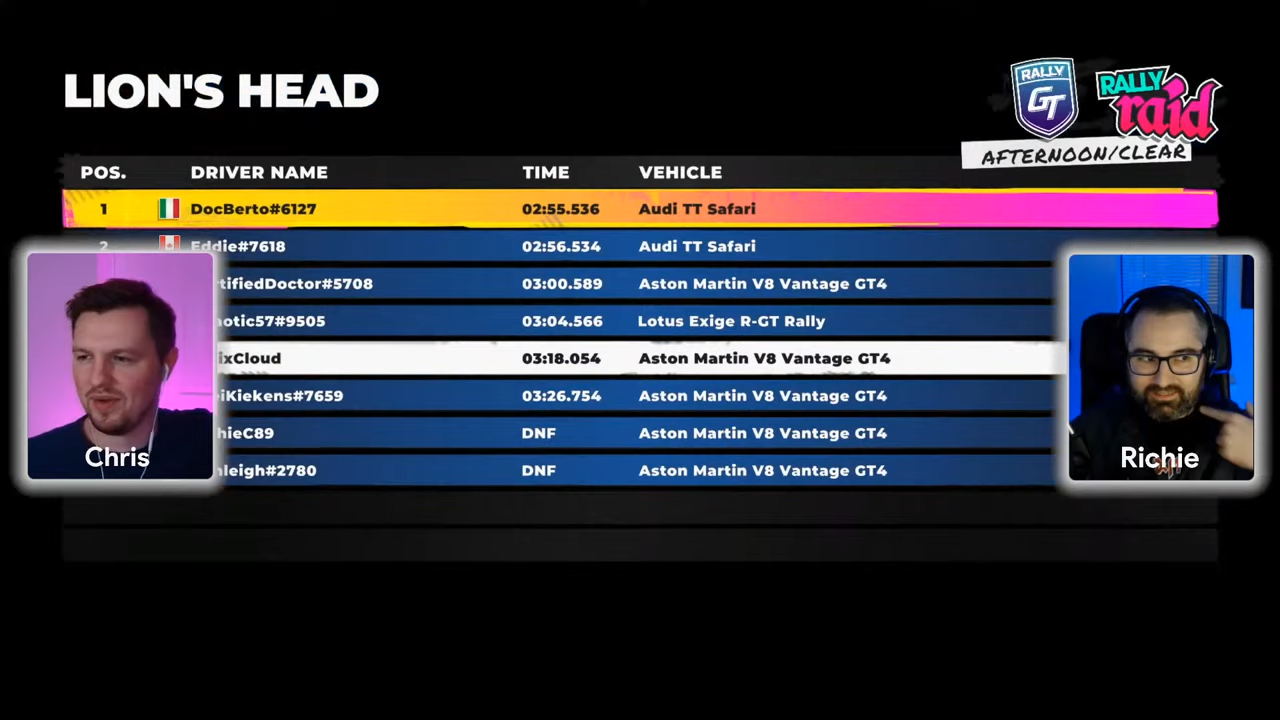 LION'S HEAD
RALLY
GT
RALLY
raid
AFTERNOON/CLEAR
POS. DRIVER NAME TIME VEHICLE
1 DocBerto#6127 02:55.536 Audi TT Safari
2 Eddie#7618 02:56.534 Audi TT Safari
tifiedDoctor#5708 03:00.589 Aston Martin V8 Vantage GT4
otic57#9505 03:04.566 Lotus Exige R-GT Rally
ixCloud 03:18.054 Aston Martin V8 Vantage GT4
iKiekens#7659 03:26.754 Aston Martin V8 Vantage GT4
hieC89 DNF Aston Martin V8 Vantage GT4
leigh#2780 DNF Aston Martin V8 Vantage GT4
Chris
Richie